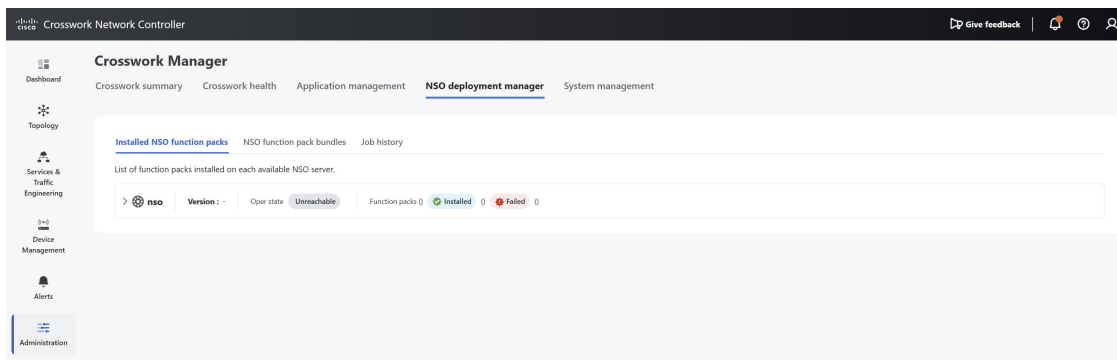 cisco Crosswork Network Controller
Give feedback
Crosswork Manager
Crosswork summary Crosswork health Application management NSO deployment manager System management
Installed NSO function packs NSO function pack bundles Job history
List of function packs installed on each available NSO server.
nso Version : - Oper state Unreachable Function packs () Installed () Failed ()
Dashboard
Topology
Services &
Traffic
Engineering
Device
Management
Alerts
Administration